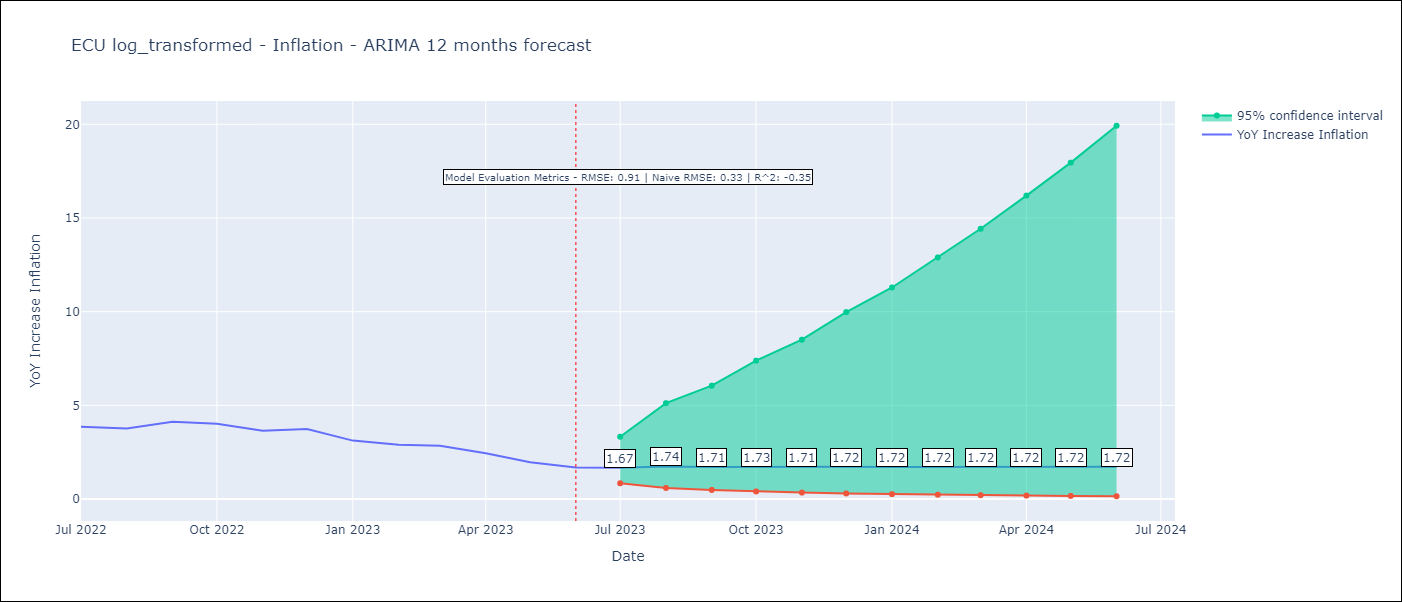 ECU log_transformed - Inflation - ARIMA 12 months forecast
95% confidence interval
YoY Increase Inflation
Model Evaluation Metrics - RMSE: 0.91 | Naive RMSE: 0.33 | R^2: -0.35
YoY Increase Inflation
20
15
10
5
0
1.67 1.74 1.71 1.73 1.71 1.72 1.72 1.72 1.72 1.72 1.72 1.72
Jul 2022 Oct 2022 Jan 2023 Apr 2023 Jul 2023 Oct 2023 Jan 2024 Apr 2024 Jul 2024
Date